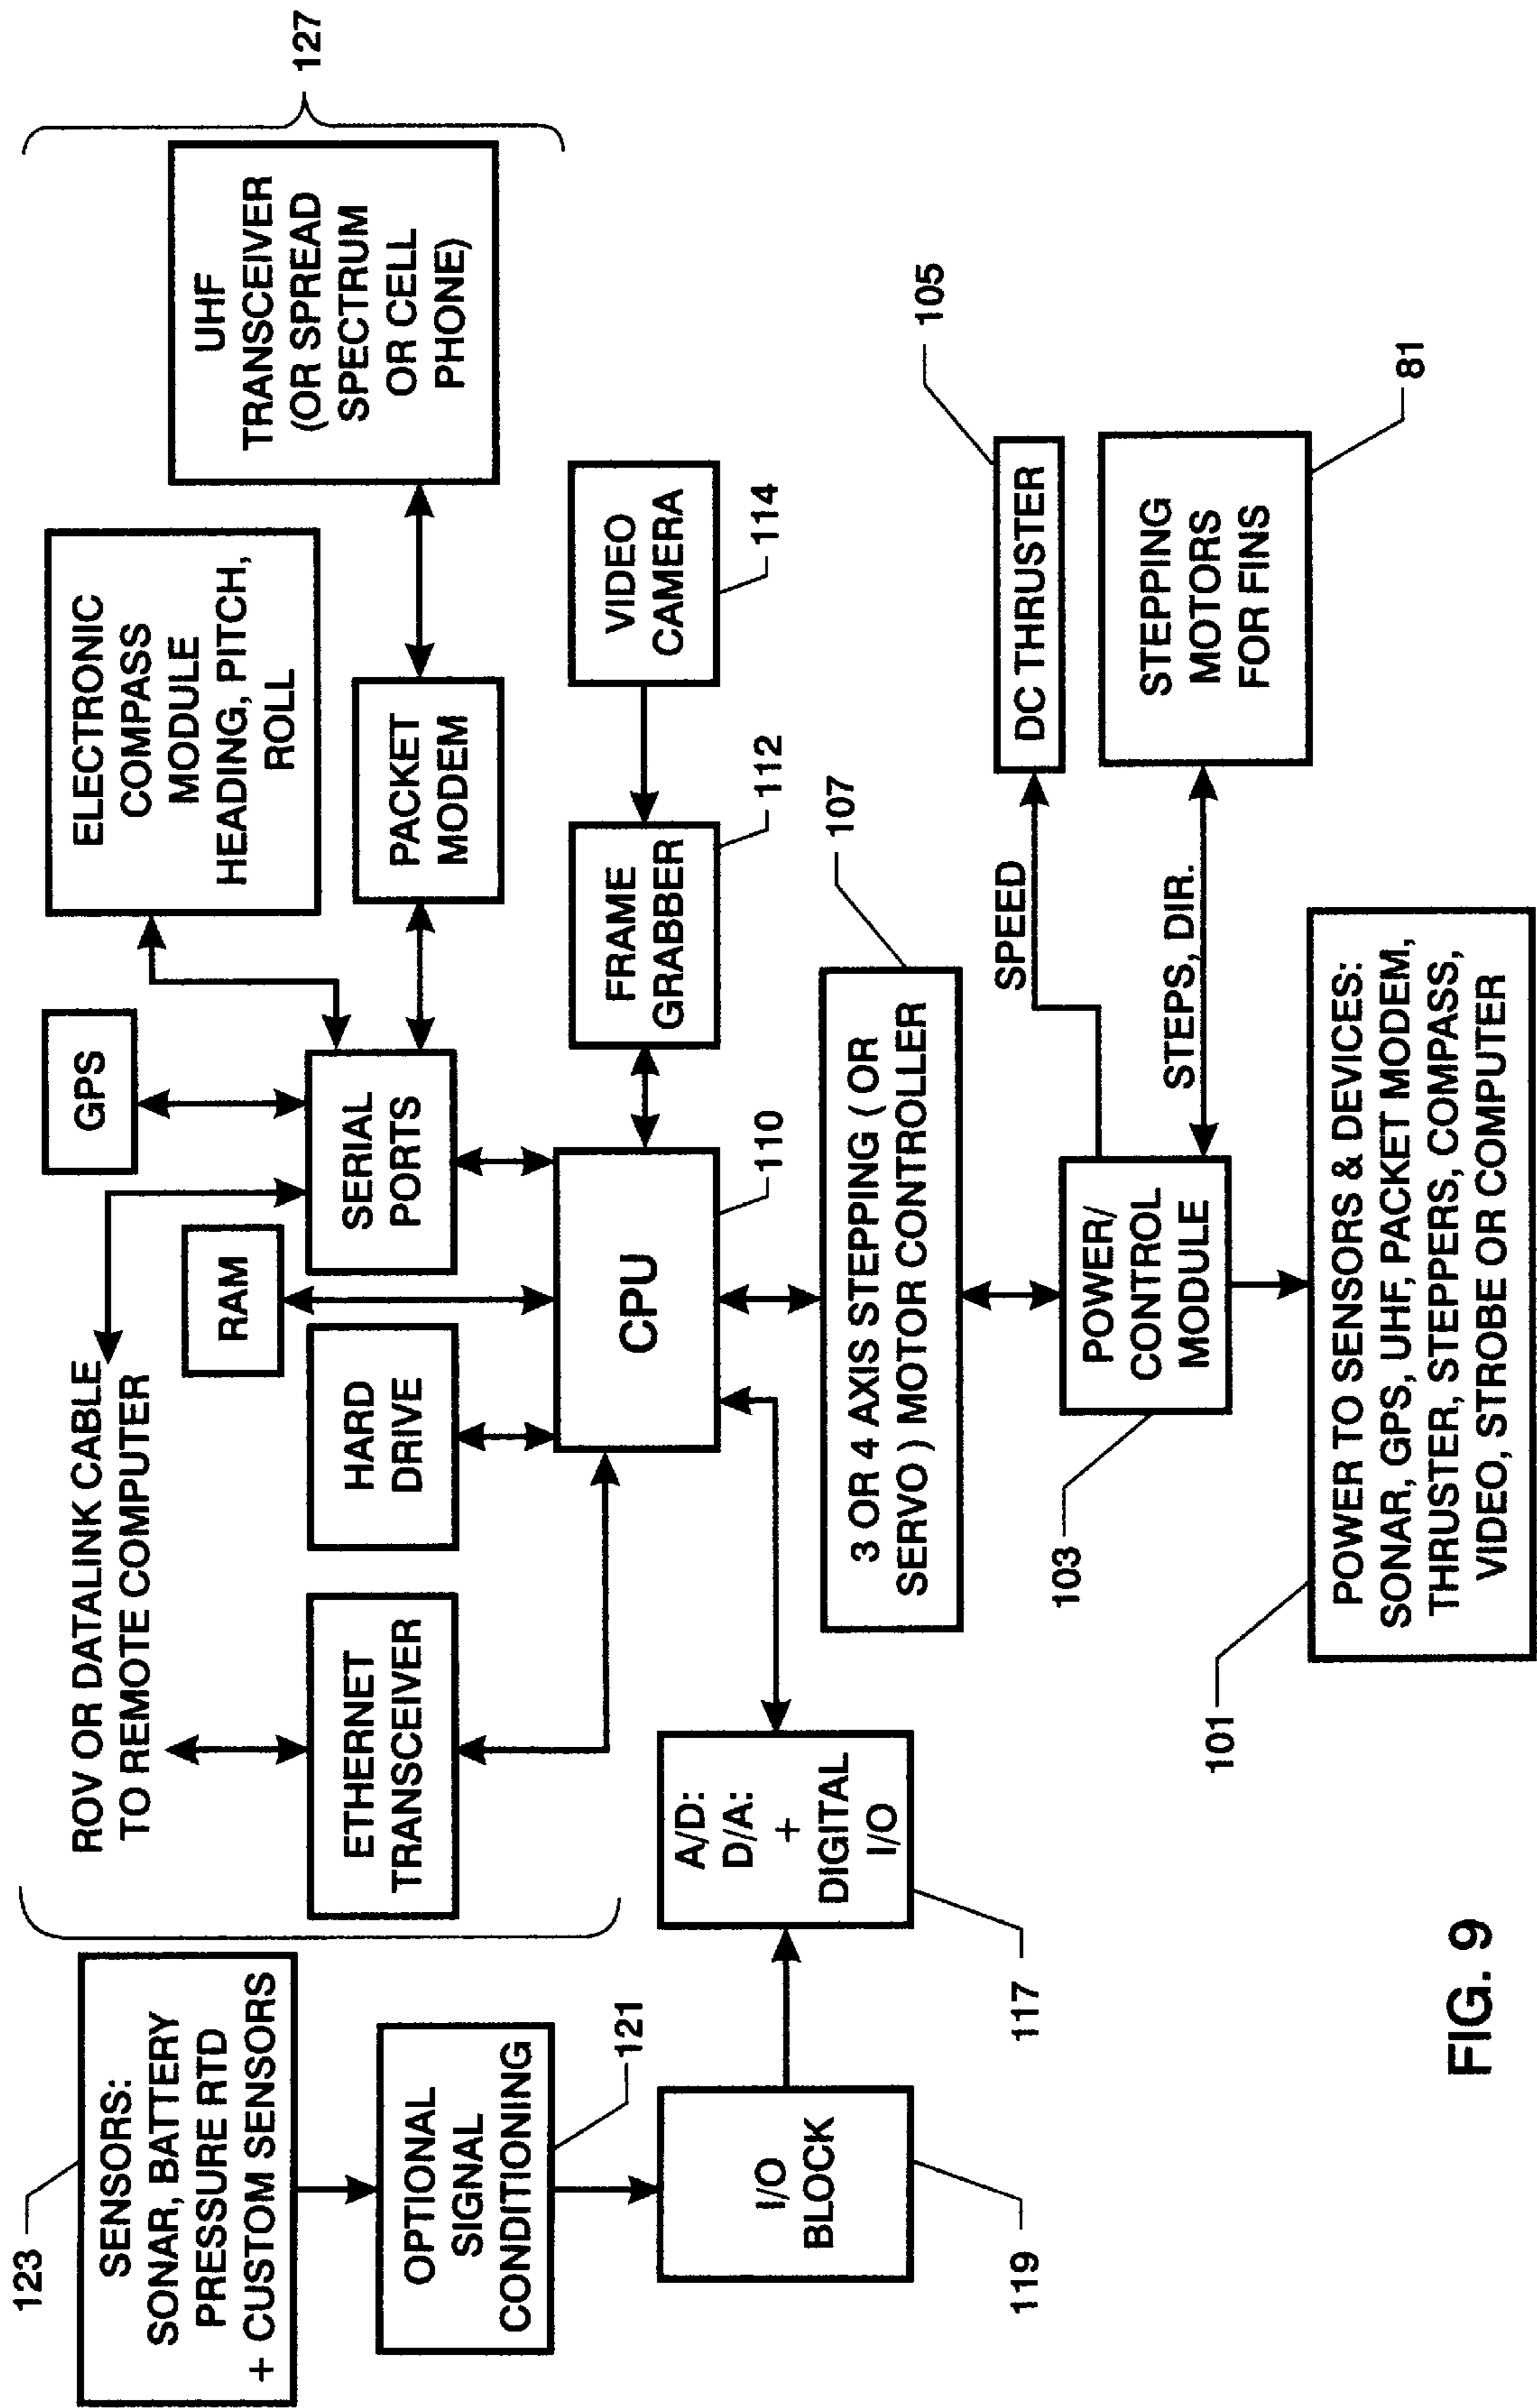 123
SENSORS:
SONAR, BATTERY
PRESSURE RTD
+ CUSTOM SENSORS
OPTIONAL
SIGNAL
CONDITIONING
121
I/O
BLOCK
119
A/D:
D/A:
+
DIGITAL
I/O
117
ROV OR DATALINK CABLE
TO REMOTE COMPUTER
ETHERNET
TRANSCEIVER
HARD
DRIVE
RAM
GPS
SERIAL
PORTS
ELECTRONIC
COMPASS
MODULE
HEADING, PITCH,
ROLL
PACKET
MODEM
UHF
TRANSCEIVER
(OR SPREAD
SPECTRUM
OR CELL
PHONE)
127
CPU
110
FRAME
GRABBER
112
VIDEO
CAMERA
114
3 OR 4 AXIS STEPPING ( OR
SERVO ) MOTOR CONTROLLER
107
POWER/
CONTROL
MODULE
103
SPEED
DC THRUSTER
105
STEPS, DIR.
STEPPING
MOTORS
FOR FINS
81
POWER TO SENSORS & DEVICES:
SONAR, GPS, UHF, PACKET MODEM,
THRUSTER, STEPPERS, COMPASS,
VIDEO, STROBE OR COMPUTER
101
FIG. 9